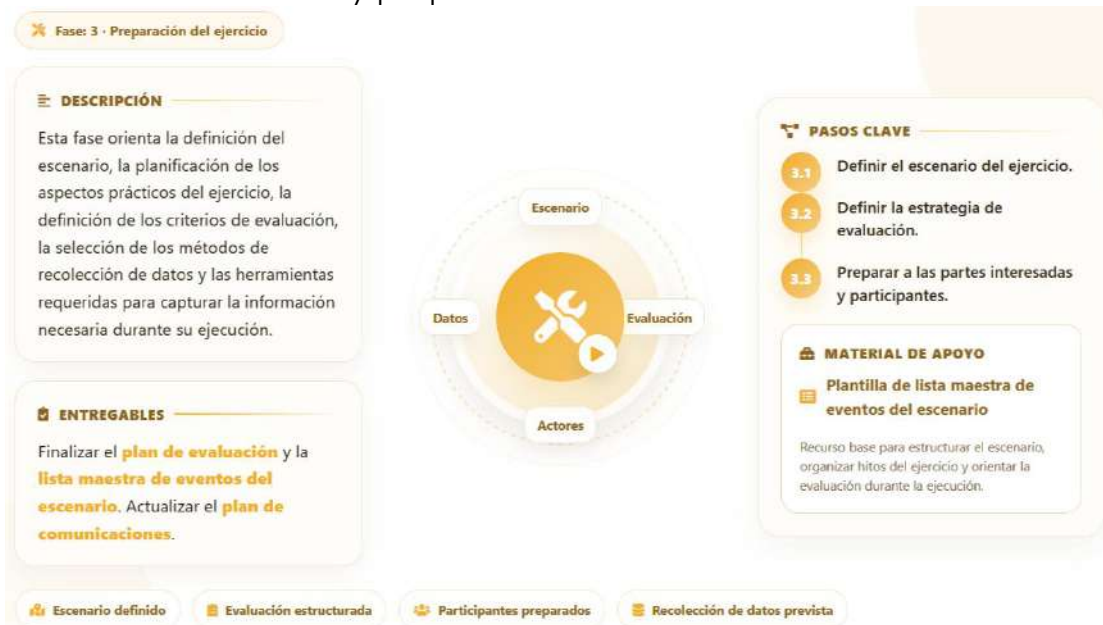 Fase: 3 · Preparación del ejercicio
DESCRIPCIÓN
Esta fase orienta la definición del
escenario, la planificación de los
aspectos prácticos del ejercicio, la
definición de los criterios de evaluación,
la selección de los métodos de
recolección de datos y las herramientas
requeridas para capturar la información
necesaria durante su ejecución.
ENTREGABLES
Finalizar el plan de evaluación y la
lista maestra de eventos del
escenario. Actualizar el plan de
comunicaciones.
Escenario
Datos
Evaluación
Actores
PASOS CLAVE
3.1 Definir el escenario del ejercicio.
3.2 Definir la estrategia de
evaluación.
3.3 Preparar a las partes interesadas
y participantes.
MATERIAL DE APOYO
Plantilla de lista maestra de
eventos del escenario
Recurso base para estructurar el escenario,
organizar hitos del ejercicio y orientar la
evaluación durante la ejecución.
Escenario definido
Evaluación estructurada
Participantes preparados
Recolección de datos prevista